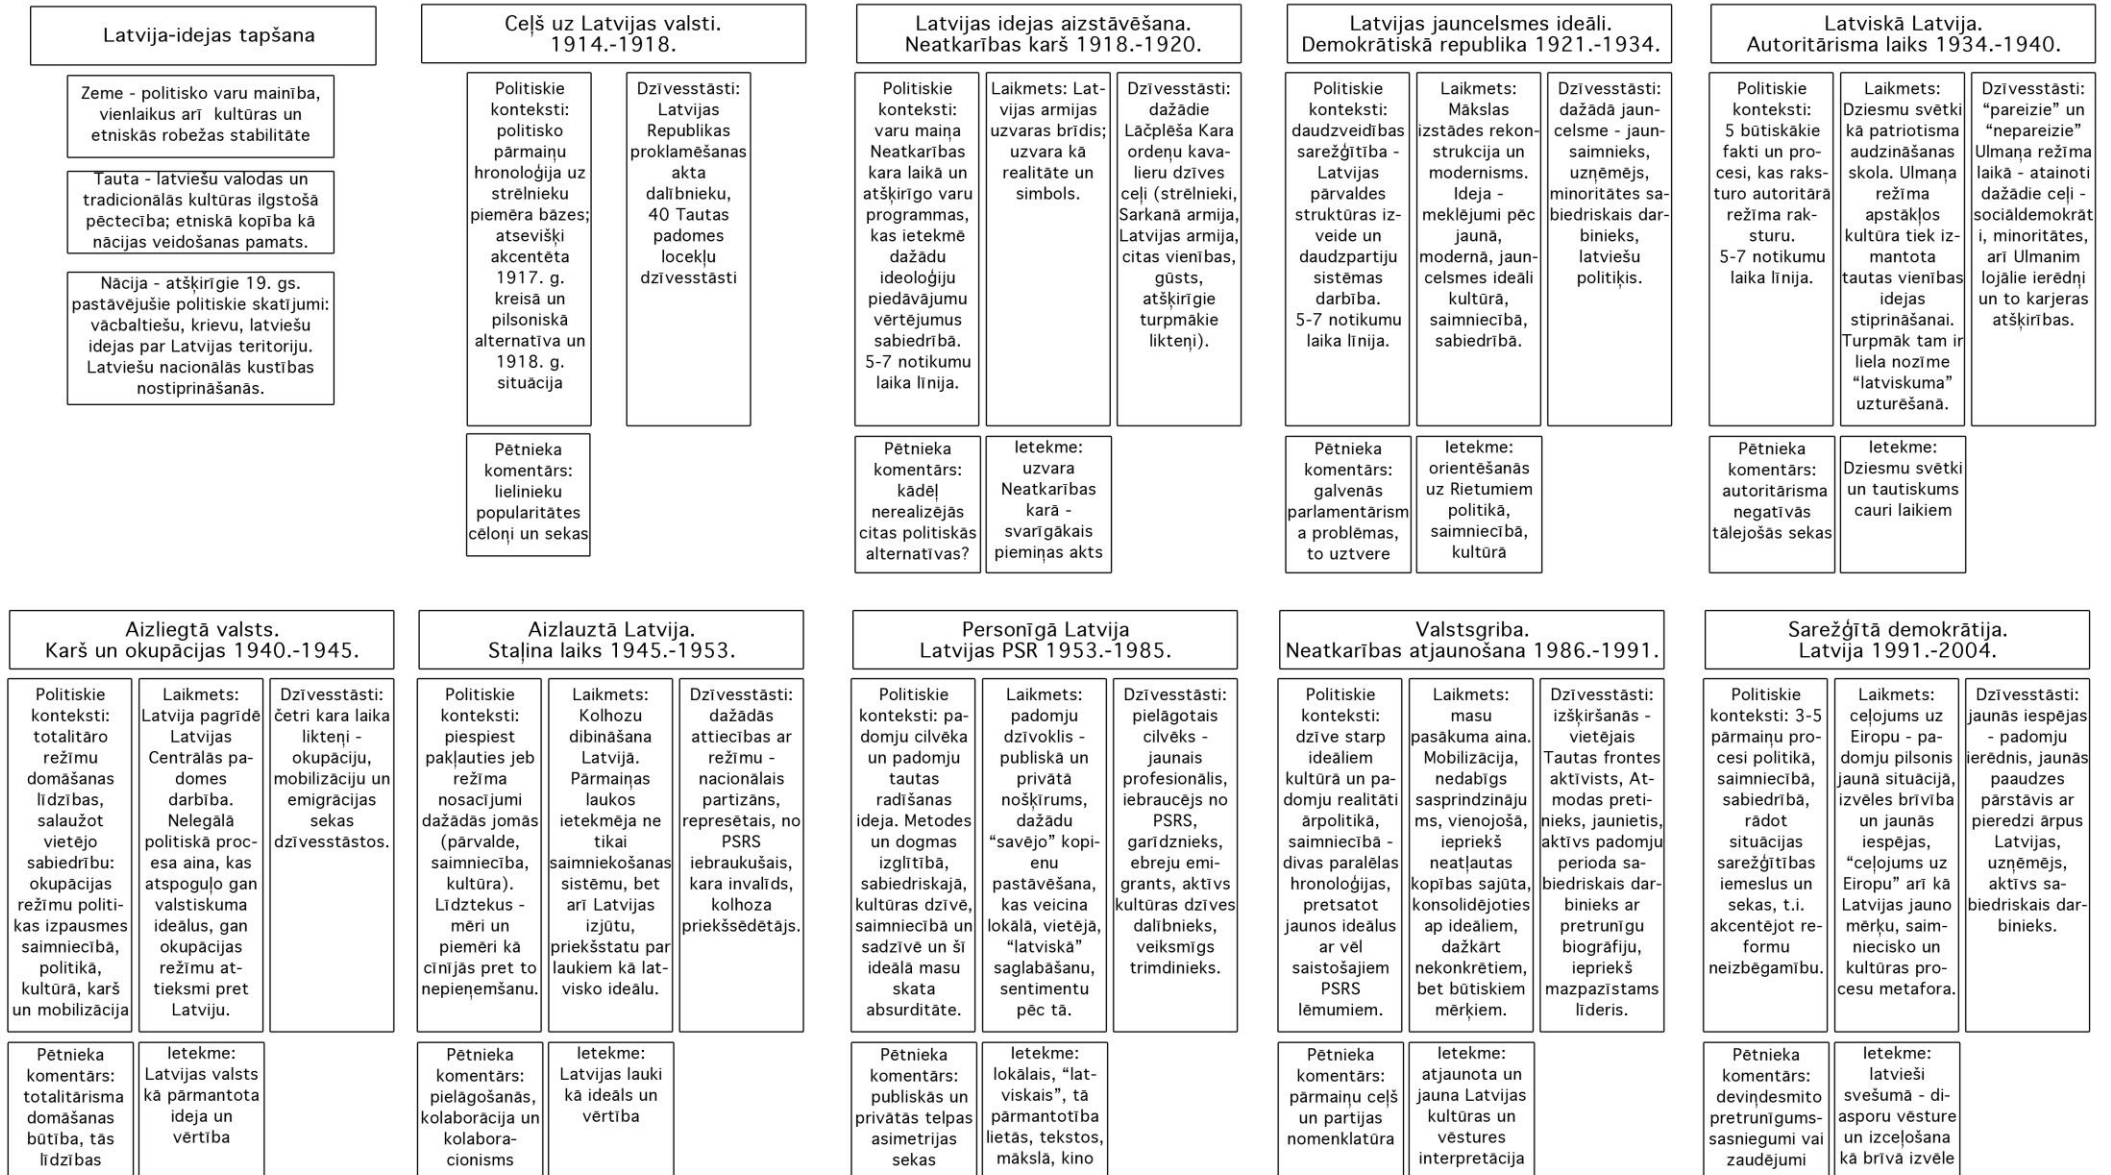 Latvija-idejas tapšana
Zeme - politisko varu mainība,
vienlaikus arī kultūras un
etniskās robežas stabilitāte
Tauta - latviešu valodas un
tradicionālās kultūras ilgstošā
pēctecība; etniskā kopība kā
nācijas veidošanas pamats.
Nācija - atšķirīgie 19. gs.
pastāvējušie politiskie skatījumi:
vācbaltiešu, krievu, latviešu
idejas par Latvijas teritoriju.
Latviešu nacionālās kustības
nostiprināšanās.
Ceļš uz Latvijas valsti.
1914.-1918.
Politiskie
konteksti:
politisko
pārmaiņu
hronoloģija uz
strēlnieku
piemēra bāzes;
atsevišķi
akcentēta
1917. g.
kreisā un
pilsoniskā
alternatīva un
1918. g.
situācija
Dzīvesstāsti:
Latvijas
Republikas
proklamēšanas
akta
dalībnieku,
40 Tautas
padomes
locekļu
dzīvesstāsti
Pētnieka
komentārs:
lielinieku
popularitātes
cēloņi un sekas
Latvijas idejas aizstāvēšana.
Neatkarības karš 1918.-1920.
Politiskie
konteksti:
varu maiņa
Neatkarības
kara laikā un
atšķirīgo varu
programmas,
kas ietekmē
dažādu
ideoloģiju
piedāvājumu
vērtējumus
sabiedrībā.
5-7 notikumu
laika līnija.
Laikmets: Lat-
vijas armijas
uzvaras brīdis;
uzvara kā
realitāte un
simbols.
Dzīvesstāsti:
dažādie
Lāčplēša Kara
ordeņu kava-
lieru dzīves
ceļi (strēlnieki,
Sarkanā armija,
Latvijas armija,
citas vienības,
gūsts,
atšķirīgie
turpmākie
likteņi).
Pētnieka
komentārs:
kādēļ
nerealizējās
citas politiskās
alternatīvas?
Ietekme:
uzvara
Neatkarības
karā -
svarīgākais
piemiņas akts
Latvijas jauncelsmes ideāli.
Demokrātiskā republika 1921.-1934.
Politiskie
konteksti:
daudzveidības
sarežģītība -
Latvijas
pārvaldes
struktūras iz-
veide un
daudzpartiju
sistēmas
darbība.
5-7 notikumu
laika līnija.
Laikmets:
Mākslas
izstādes rekon-
strukcija un
modernisms.
Ideja -
meklējumi pēc
jaunā,
modernā, jaun-
celsmes ideāli
kultūrā,
saimniecībā,
sabiedrībā.
Dzīvesstāsti:
dažādā jaun-
celsme - jaun-
saimnieks,
uzņēmējs,
minoritātes sa-
biedriskais dar-
binieks,
latviešu
politiķis.
Pētnieka
komentārs:
galvenās
parlamentārism
a problēmas,
to uztvere
Ietekme:
orientēšanās
uz Rietumiem
politikā,
saimniecībā,
kultūrā
Latviskā Latvija.
Autoritārisma laiks 1934.-1940.
Politiskie
konteksti:
5 būtiskākie
fakti un pro-
cesi, kas raks-
turo autoritārā
režīma rak-
sturu.
5-7 notikumu
laika līnija.
Laikmets:
Dziesmu svētki
kā patriotisma
audzināšanas
skola. Ulmaņa
režīma
apstākļos
kultūra tiek iz-
mantota
tautas vienības
idejas
stiprināšanai.
Turpmāk tam ir
liela nozīme
“latviskuma”
uzturēšanā.
Dzīvesstāsti:
“pareizie” un
“nepareizie”
Ulmaņa režīma
laikā - atainoti
dažādie ceļi -
sociāldemokrāt
i, minoritātes,
arī Ulmanim
lojālie ierēdņi
un to karjeras
atšķirības.
Pētnieka
komentārs:
autoritārisma
negatīvās
tālejošās sekas
Ietekme:
Dziesmu svētki
un tautiskums
cauri laikiem
Aizliegtā valsts.
Karš un okupācijas 1940.-1945.
Politiskie
konteksti:
totalitāro
režīmu
domāšanas
līdzības,
salaužot
vietējo
sabiedrību:
okupācijas
režīmu politi-
kas izpausmes
saimniecībā,
politikā,
kultūrā, karš
un mobilizācija
Laikmets:
Latvija pagrīdē
Latvijas
Centrālās pa-
domes
darbība.
Nelegālā
politiskā proc-
esa aina, kas
atspoguļo gan
valstiskuma
ideālus, gan
okupācijas
režīmu at-
tieksmi pret
Latviju.
Dzīvesstāsti:
četri kara laika
likteņi -
okupāciju,
mobilizāciju un
emigrācijas
sekas
dzīvesstāstos.
Pētnieka
komentārs:
totalitārisma
domāšanas
būtība, tās
līdzības
Ietekme:
Latvijas valsts
kā pārmantota
ideja un
vērtība
Aizlauztā Latvija.
Staļina laiks 1945.-1953.
Politiskie
konteksti:
piespiest
pakļauties jeb
režīma
nosacījumi
dažādās jomās
(pārvalde,
saimniecība,
kultūra).
Līdztekus -
mēri un
piemēri kā
cīnījās pret to
nepieņemšanu.
Laikmets:
Kolhozu
dibināšana
Latvijā.
Pārmaiņas
laukos
ietekmēja ne
tikai
saimniekošanas
sistēmu, bet
arī Latvijas
izjūtu,
priekšstatu par
laukiem kā lat-
visko ideālu.
Dzīvesstāsti:
dažādās
attiecības ar
režīmu -
nacionālais
partizāns,
represētais, no
PSRS
iebraukušais,
kara invalīds,
kolhoza
priekšsēdētājs.
Pētnieka
komentārs:
pielāgošanās,
kolaborācija un
kolabora-
cionisms
Ietekme:
Latvijas lauki
kā ideāls un
vērtība
Personīgā Latvija
Latvijas PSR 1953.-1985.
Politiskie
konteksti: pa-
domju cilvēka
un padomju
tautas
radīšanas
ideja. Metodes
un dogmas
izglītībā,
sabiedriskajā,
kultūras dzīvē,
saimniecībā un
sadzīvē un šī
ideālā masu
skata
absurditāte.
Laikmets:
padomju
dzīvoklis -
publiskā un
privātā
nošķīrums,
dažādu
“savējo” kopi-
enu
pastāvēšana,
kas veicina
lokālā, vietējā,
“latviskā”
saglabāšanu,
sentimentu
pēc tā.
Dzīvesstāsti:
pielāgotais
cilvēks -
jaunais
profesionālis,
iebraucējs no
PSRS,
garīdznieks,
ebreju emi-
grants, aktīvs
kultūras dzīves
dalībnieks,
veiksmīgs
trimdinieks.
Pētnieka
komentārs:
publiskās un
privātās telpas
asimetrijas
sekas
Ietekme:
lokālais, “lat-
viskais”, tā
pārmantotība
lietās, tekstos,
mākslā, kino
Valstsgriba.
Neatkarības atjaunošana 1986.-1991.
Politiskie
konteksti:
dzīve starp
ideāliem
kultūrā un pa-
domju realitāti
ārpolitikā,
saimniecībā -
divas paralēlas
hronoloģijas,
pretsatot
jaunos ideālus
ar vēl
saistošajiem
PSRS
lēmumiem.
Laikmets:
masu
pasākuma aina.
Mobilizācija,
nedabīgs
sasprindzināju
ms, vienojošā,
iepriekš
neatļautas
kopības sajūta,
konsolidējoties
ap ideāliem,
dažkārt
nekonkrētiem,
bet būtiskiem
mērķiem.
Dzīvesstāsti:
izšķiršanās -
vietējais
Tautas frontes
aktīvists, At-
modas preti-
nieks, jaunietis,
aktīvs padomju
perioda sa-
biedriskais dar-
binieks ar
pretrunīgu
biogrāfiju,
iepriekš
mazpazīstams
līderis.
Pētnieka
komentārs:
pārmaiņu ceļš
un partijas
nomenklatūra
Ietekme:
atjaunota un
jauna Latvijas
kultūras un
vēstures
interpretācija
Sarežģītā demokrātija.
Latvija 1991.-2004.
Politiskie
konteksti: 3-5
pārmaiņu pro-
cesi politikā,
saimniecībā,
sabiedrībā,
rādot
situācijas
sarežģītības
iemeslus un
sekas, t.i.
akcentējot re-
formu
neizbēgamību.
Laikmets:
ceļojums uz
Eiropu - pa-
domju pilsonis
jaunā situācijā,
izvēles brīvība
un jaunās
iespējas,
“ceļojums uz
Eiropu” arī kā
Latvijas jauno
mērķu, saim-
niecisko un
kultūras pro-
cesu metafora.
Dzīvesstāsti:
jaunās iespējas
- padomju
ierēdnis, jaunās
paaudzes
pārstāvis ar
pieredzi ārpus
Latvijas,
uzņēmējs,
aktīvs sa-
biedriskais dar-
binieks.
Pētnieka
komentārs:
deviņdesmito
pretrunīgums-
sasniegumi vai
zaudējumi
Ietekme:
latvieši
svešumā - di-
asporu vēsture
un izceļošana
kā brīvā izvēle